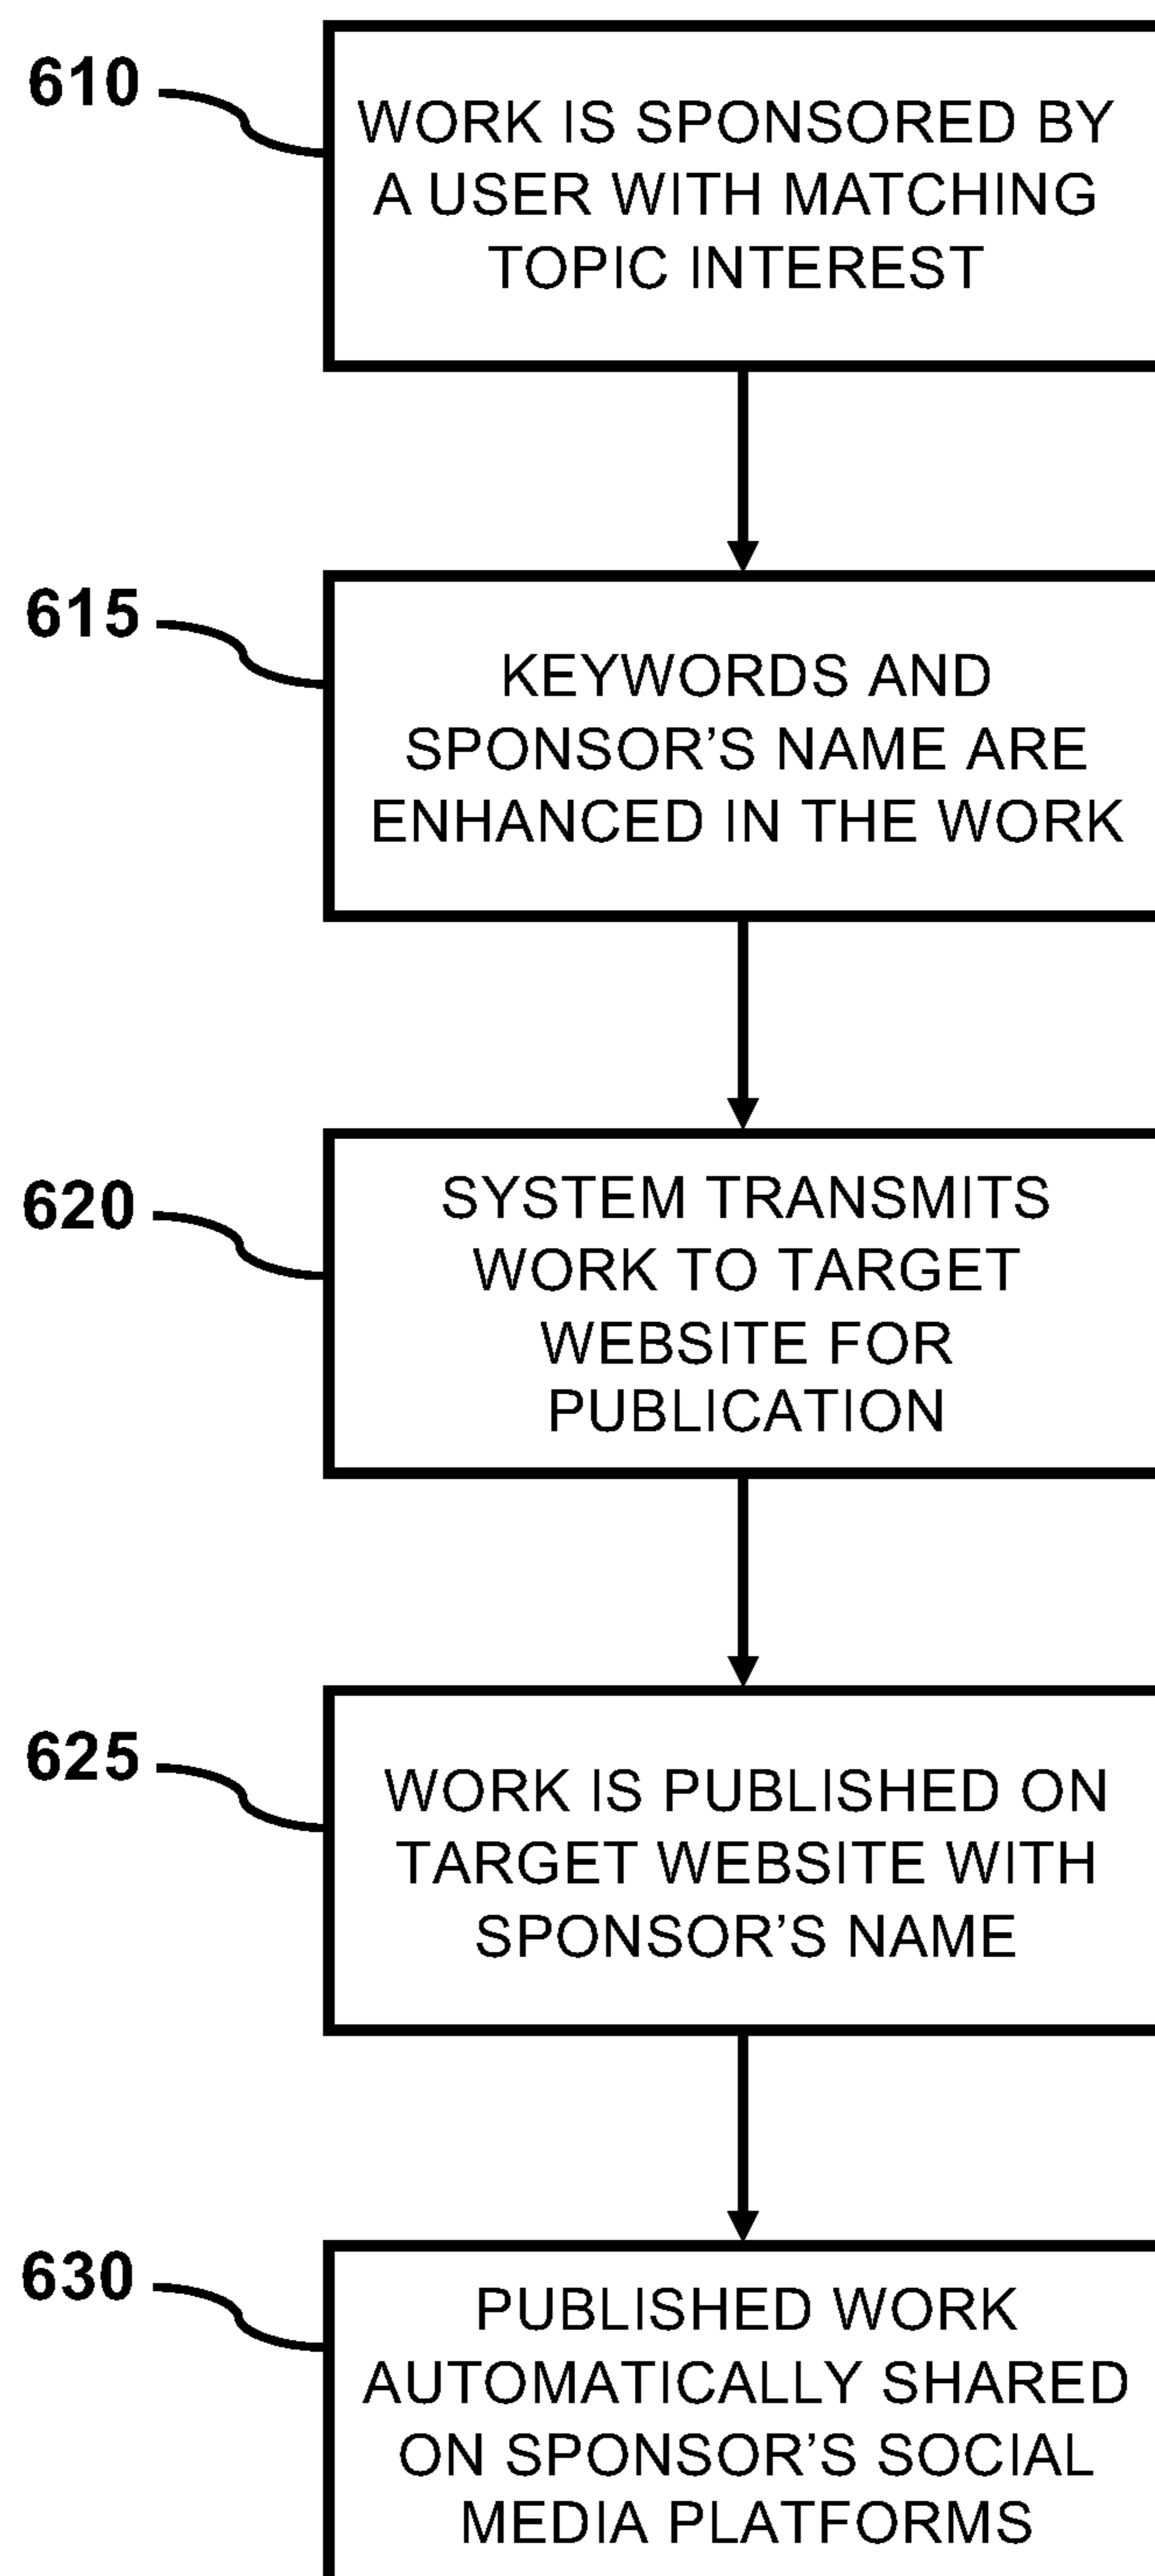 610
WORK IS SPONSORED BY
A USER WITH MATCHING
TOPIC INTEREST
615
KEYWORDS AND
SPONSOR’S NAME ARE
ENHANCED IN THE WORK
620
SYSTEM TRANSMITS
WORK TO TARGET
WEBSITE FOR
PUBLICATION
625
WORK IS PUBLISHED ON
TARGET WEBSITE WITH
SPONSOR’S NAME
630
PUBLISHED WORK
AUTOMATICALLY SHARED
ON SPONSOR’S SOCIAL
MEDIA PLATFORMS